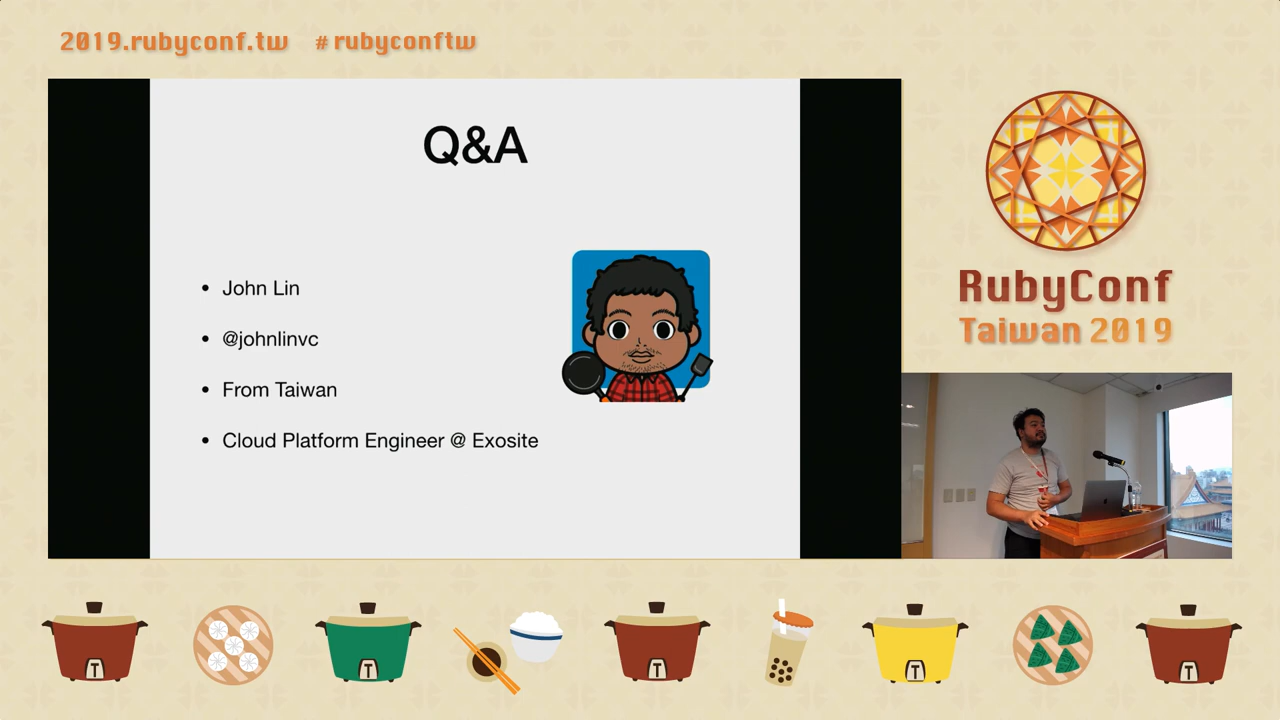 2019.rubyconf.tw #rubyconftw
Q&A
• John Lin
• @johnlinvc
• From Taiwan
• Cloud Platform Engineer @ Exosite
RubyConf
Taiwan 2019
T
T
T
T
T